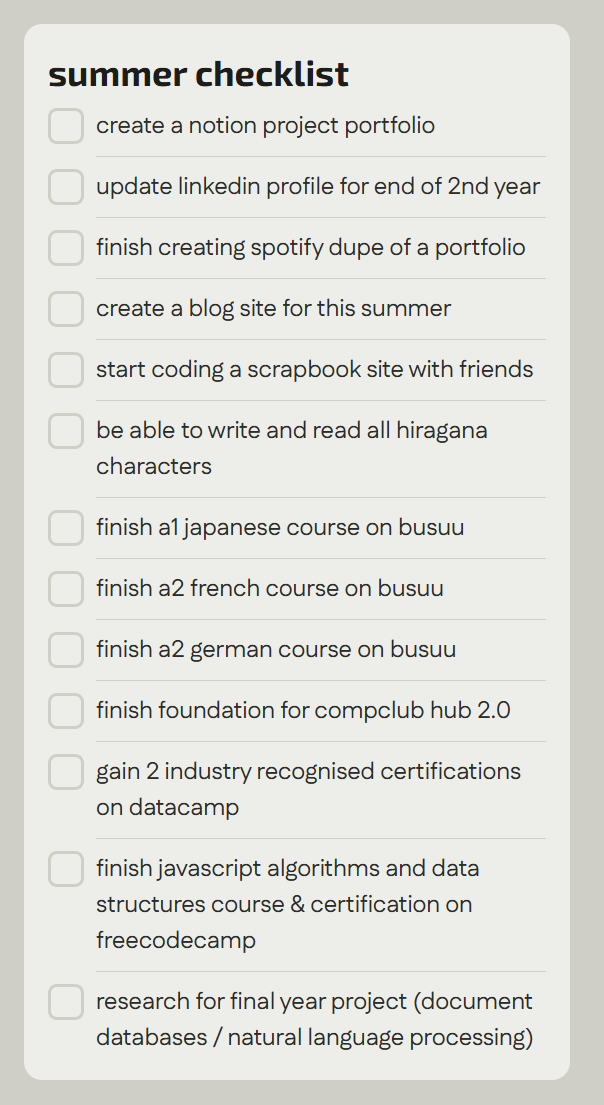 summer checklist
create a notion project portfolio
update linkedin profile for end of 2nd year
finish creating spotify dupe of a portfolio
create a blog site for this summer
start coding a scrapbook site with friends
be able to write and read all hiragana
characters
finish a1 japanese course on busuu
finish a2 french course on busuu
finish a2 german course on busuu
finish foundation for compclub hub 2.0
gain 2 industry recognised certifications
on datacamp
finish javascript algorithms and data
structures course & certification on
freecodecamp
research for final year project (document
databases / natural language processing)